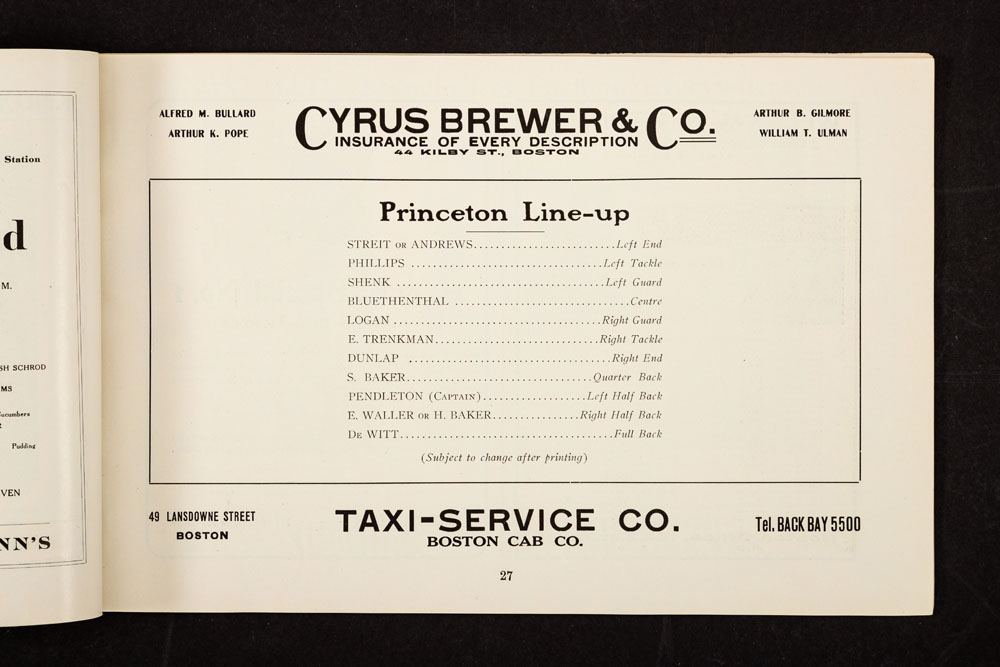 Station
d
M.
SH SCHROD
MS
Cucumbers
Pudding
VEN
NN'S
ALFRED M. BULLARD
ARTHUR K. POPE
CYRUS BREWER & CO.
INSURANCE OF EVERY DESCRIPTION
44 KILBY ST., BOSTON
ARTHUR B. GILMORE
WILLIAM T. ULMAN
Princeton Line-up
STREIT OR ANDREWS..........................Left End
PHILLIPS ...................................Left Tackle
SHENK ......................................Left Guard
BLUETHENTHAL ................................Centre
LOGAN ......................................Right Guard
E. TRENKMAN..............................Right Tackle
DUNLAP .....................................Right End
S. BAKER..................................Quarter Back
PENDLETON (CAPTAIN)...................Left Half Back
E. WALLER OR H. BAKER................Right Half Back
DE WITT.......................................Full Back
(Subject to change after printing)
49 LANSDOWNE STREET
BOSTON
TAXI-SERVICE CO.
BOSTON CAB CO.
Tel. BACK BAY 5500
27